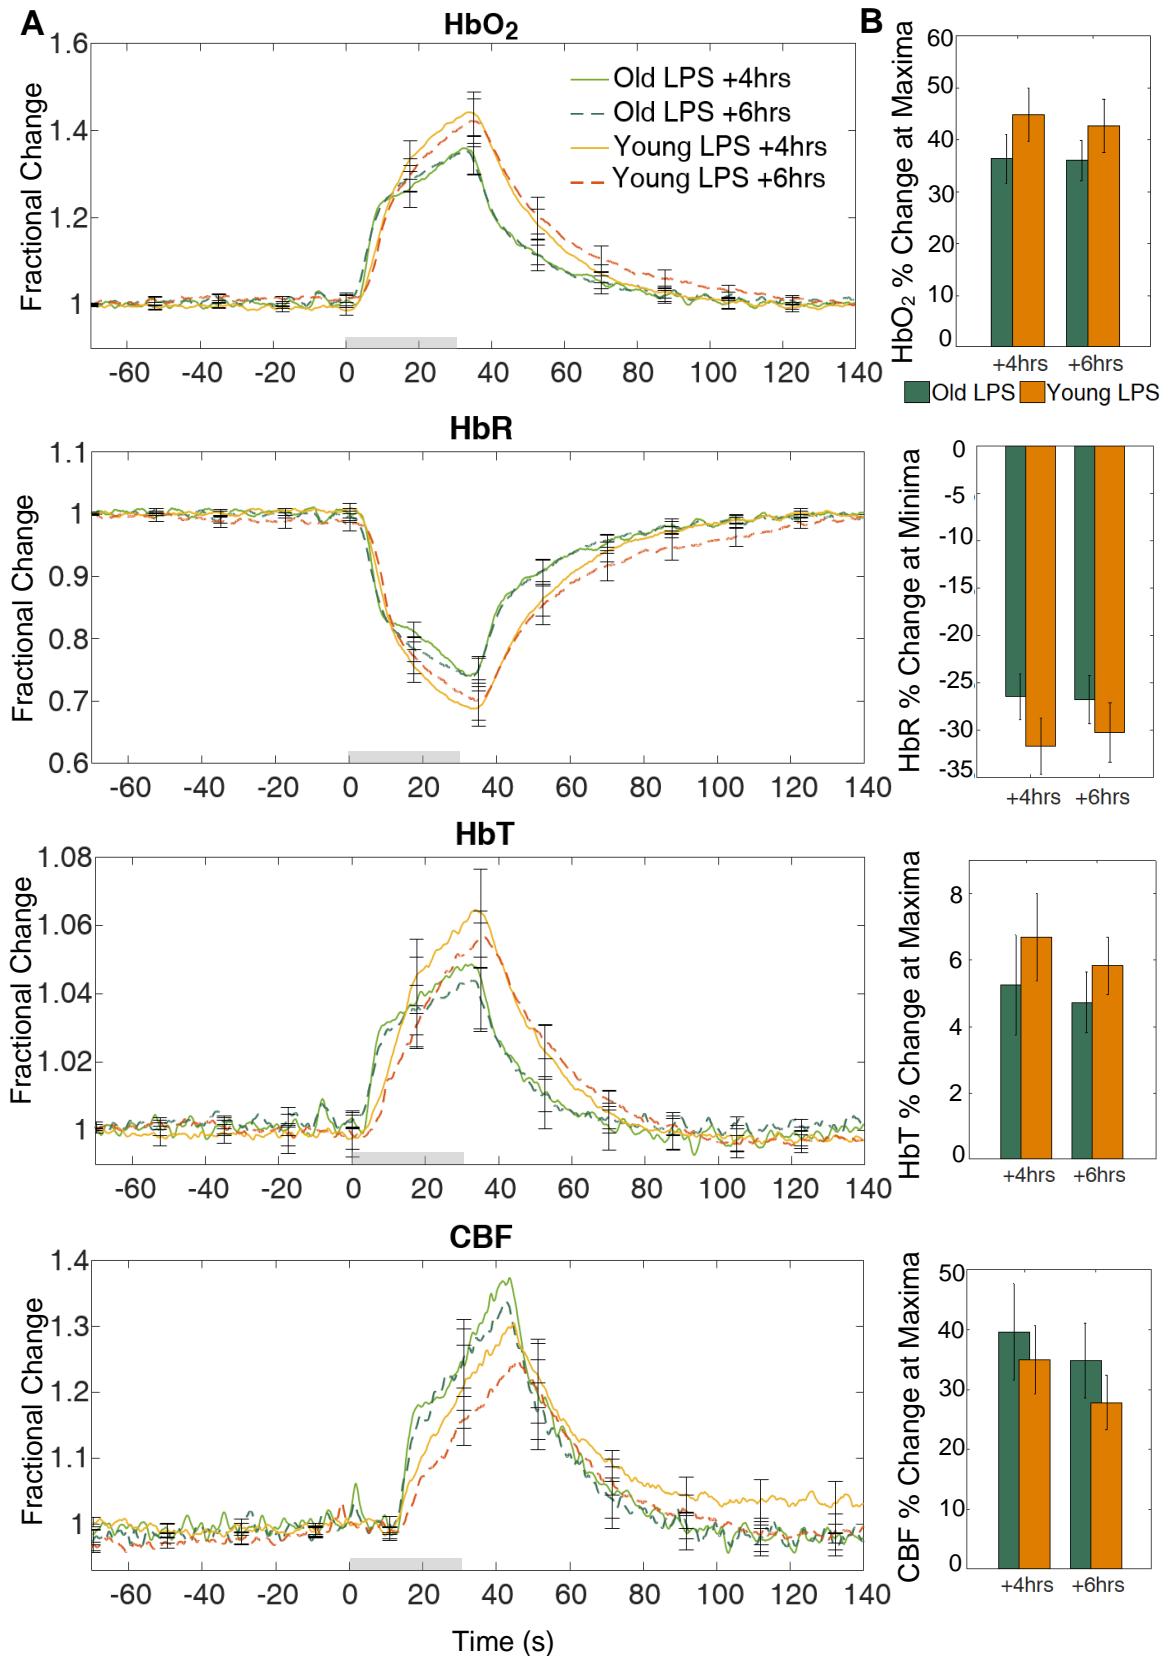 A
HbO2
Fractional Change
1.6
1.4
1.2
1
-60 -40 -20 0 20 40 60 80 100 120 140
Old LPS +4hrs
Old LPS +6hrs
Young LPS +4hrs
Young LPS +6hrs
B
HbO2 % Change at Maxima
60
50
40
30
20
10
0
+4hrs +6hrs
Old LPS Young LPS
HbR
Fractional Change
1.1
1
0.9
0.8
0.7
0.6
-60 -40 -20 0 20 40 60 80 100 120 140
HbR % Change at Minima
0
-5
-10
-15
-20
-25
-30
-35
+4hrs +6hrs
HbT
Fractional Change
1.08
1.06
1.04
1.02
1
-60 -40 -20 0 20 40 60 80 100 120 140
HbT % Change at Maxima
8
6
4
2
0
+4hrs +6hrs
CBF
Fractional Change
1.4
1.3
1.2
1.1
1
-60 -40 -20 0 20 40 60 80 100 120 140
Time (s)
CBF % Change at Maxima
50
40
30
20
10
0
+4hrs +6hrs